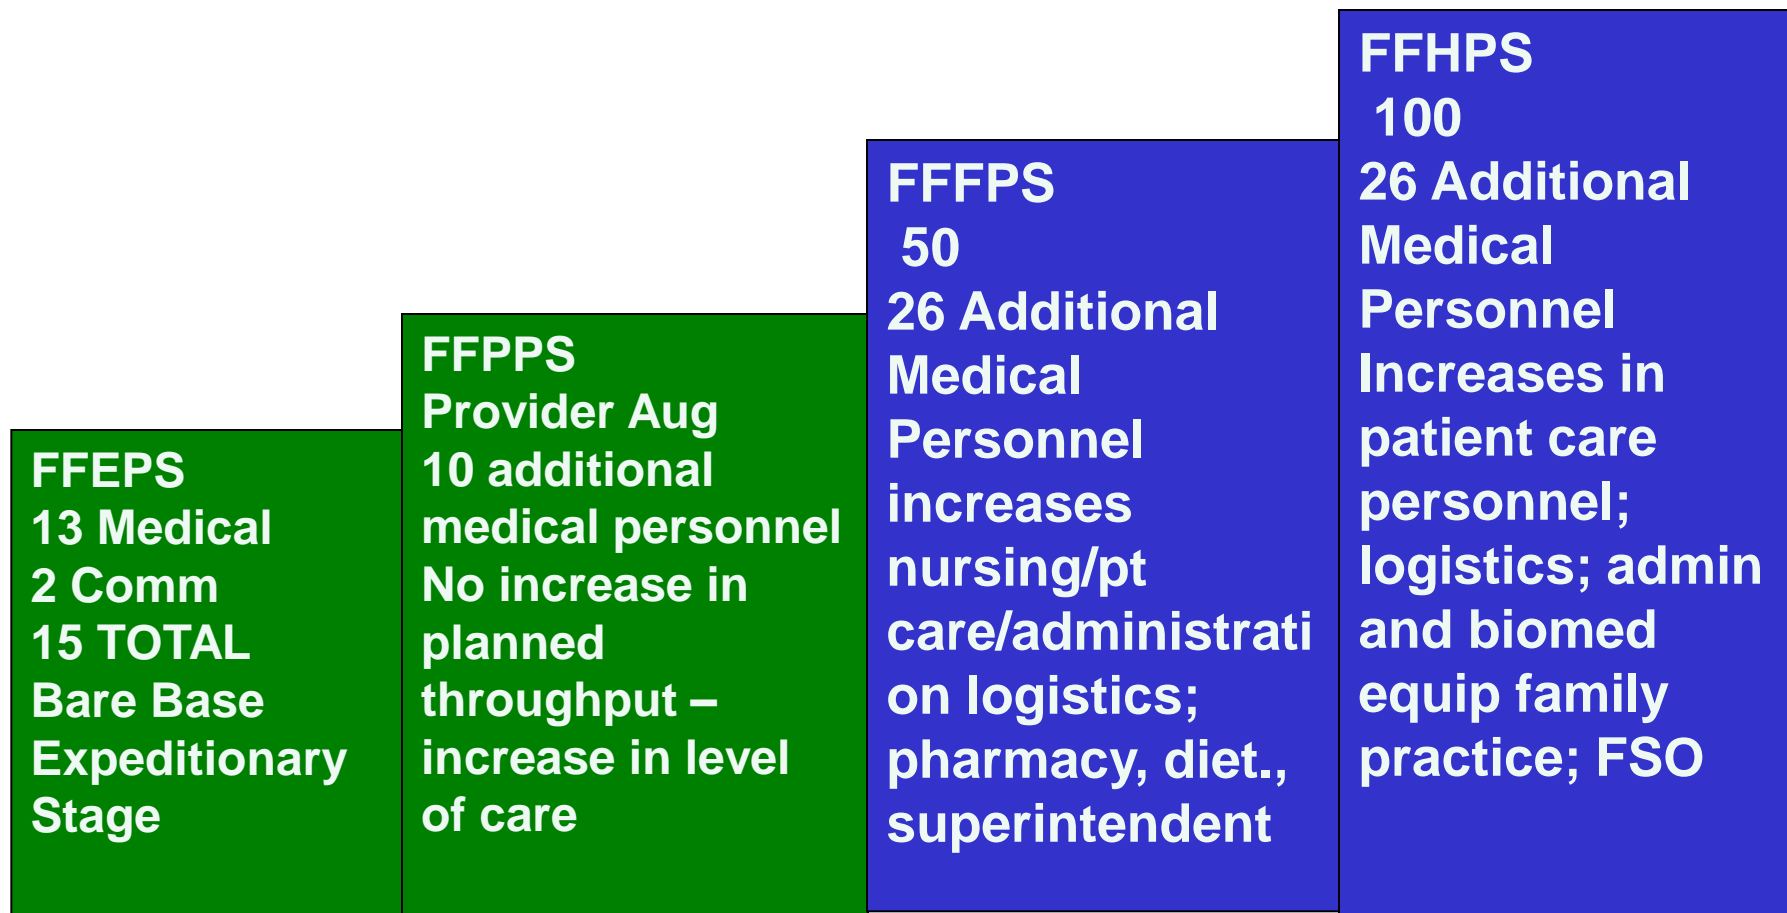 FFEPS
13 Medical
2 Comm
15 TOTAL
Bare Base
Expeditionary
Stage
FFPPS
Provider Aug
10 additional
medical personnel
No increase in
planned
throughput –
increase in level
of care
FFFPS
50
26 Additional
Medical
Personnel
increases
nursing/pt
care/administrati
on logistics;
pharmacy, diet.,
superintendent
FFHPS
100
26 Additional
Medical
Personnel
Increases in
patient care
personnel;
logistics; admin
and biomed
equip family
practice; FSO